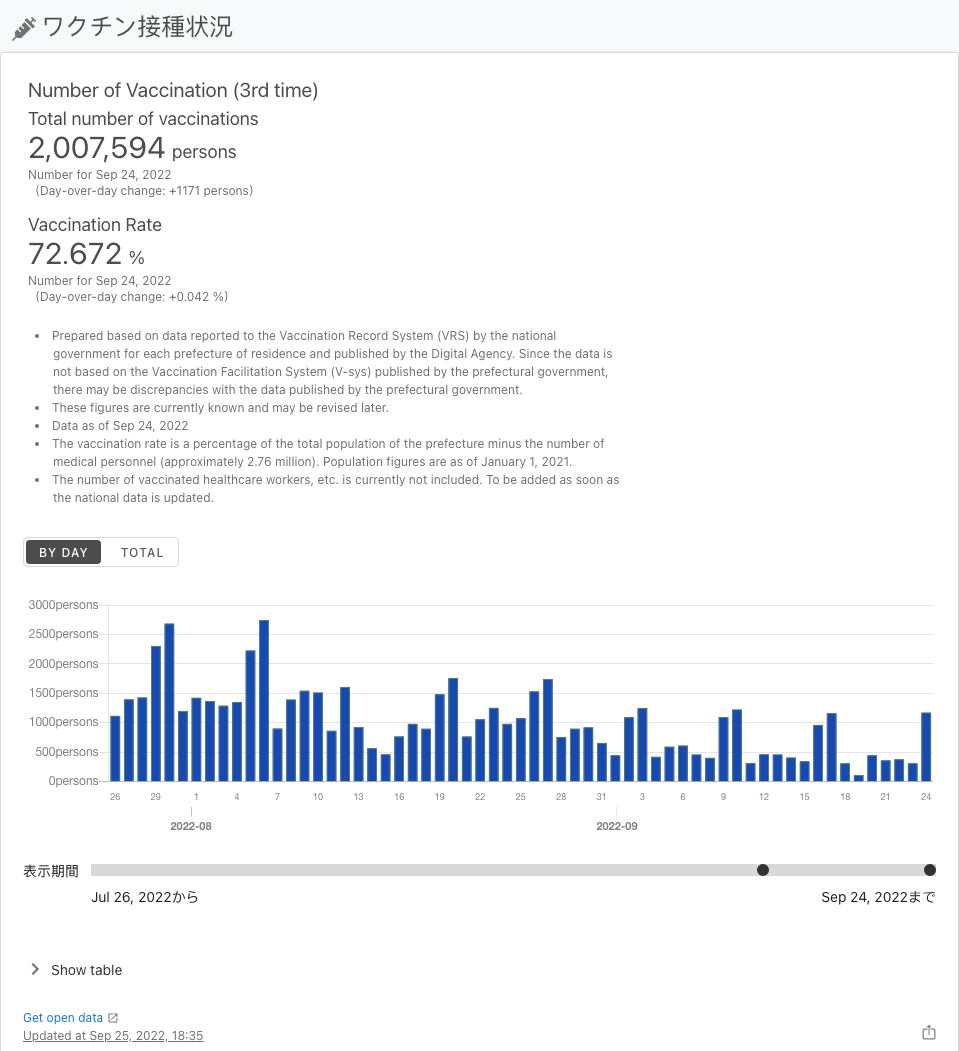 ワクチン接種状況
Number of Vaccination (3rd time)
Total number of vaccinations
2,007,594 persons
Number for Sep 24, 2022
(Day-over-day change: +1171 persons)
Vaccination Rate
72.672 %
Number for Sep 24, 2022
(Day-over-day change: +0.042 %)
• Prepared based on data reported to the Vaccination Record System (VRS) by the national
government for each prefecture of residence and published by the Digital Agency. Since the data is
not based on the Vaccination Facilitation System (V-sys) published by the prefectural government,
there may be discrepancies with the data published by the prefectural government.
• These figures are currently known and may be revised later.
• Data as of Sep 24, 2022
• The vaccination rate is a percentage of the total population of the prefecture minus the number of
medical personnel (approximately 2.76 million). Population figures are as of January 1, 2021.
• The number of vaccinated healthcare workers, etc. is currently not included. To be added as soon as
the national data is updated.
BY DAY TOTAL
3000persons
2500persons
2000persons
1500persons
1000persons
500persons
0persons
26 29 1 4 7 10 13 16 19 22 25 28 31 3 6 9 12 15 18 21 24
2022-08 2022-09
表示期間
Jul 26, 2022から Sep 24, 2022まで
Show table
Get open data
Updated at Sep 25, 2022, 18:35